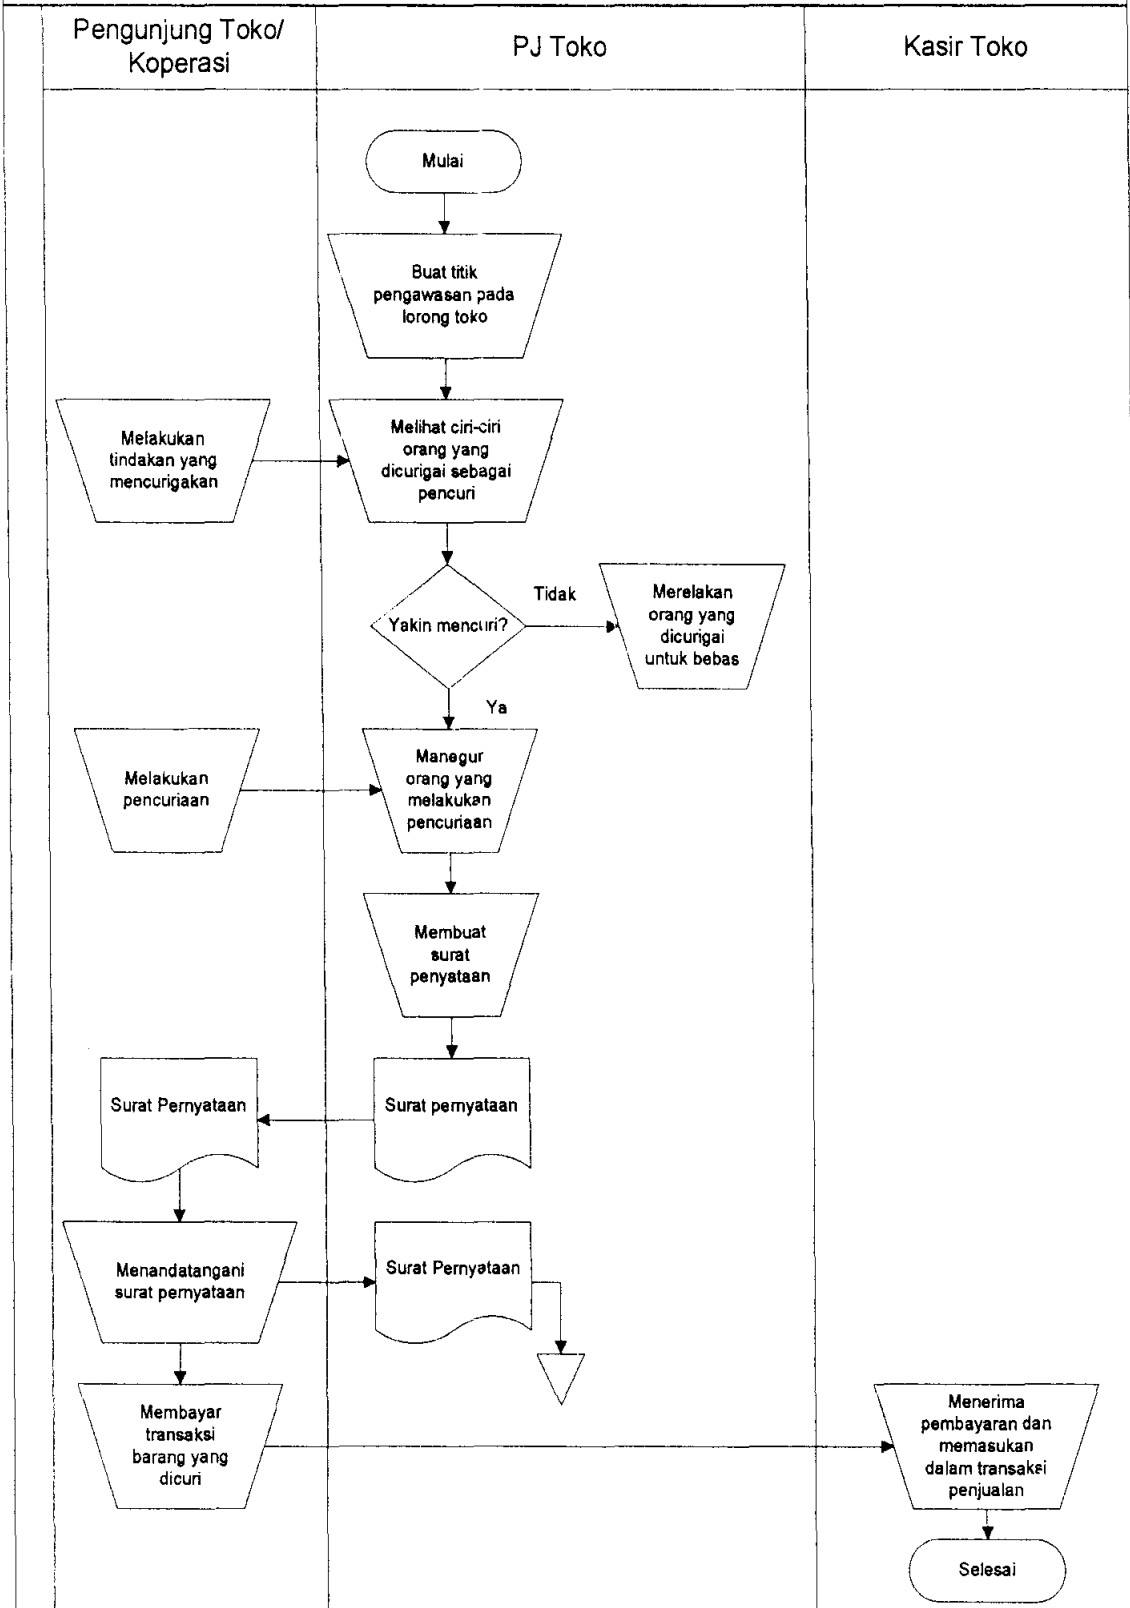 Pengunjung Toko/
Koperasi
PJ Toko
Kasir Toko
Mulai
Buat titik
pengawasan pada
lorong toko
Melakukan
tindakan yang
mencurigakan
Melihat ciri-ciri
orang yang
dicurigai sebagai
pencuri
Yakin mencuri?
Tidak
Merelakan
orang yang
dicurigai
untuk bebas
Ya
Melakukan
pencuriaan
Manegur
orang yang
melakukan
pencuriaan
Membuat
surat
penyataan
Surat Pernyataan
Surat pernyataan
Menandatangani
surat pernyataan
Surat Pernyataan
Membayar
transaksi
barang yang
dicuri
Menerima
pembayaran dan
memasukan
dalam transaksi
penjualan
Selesai